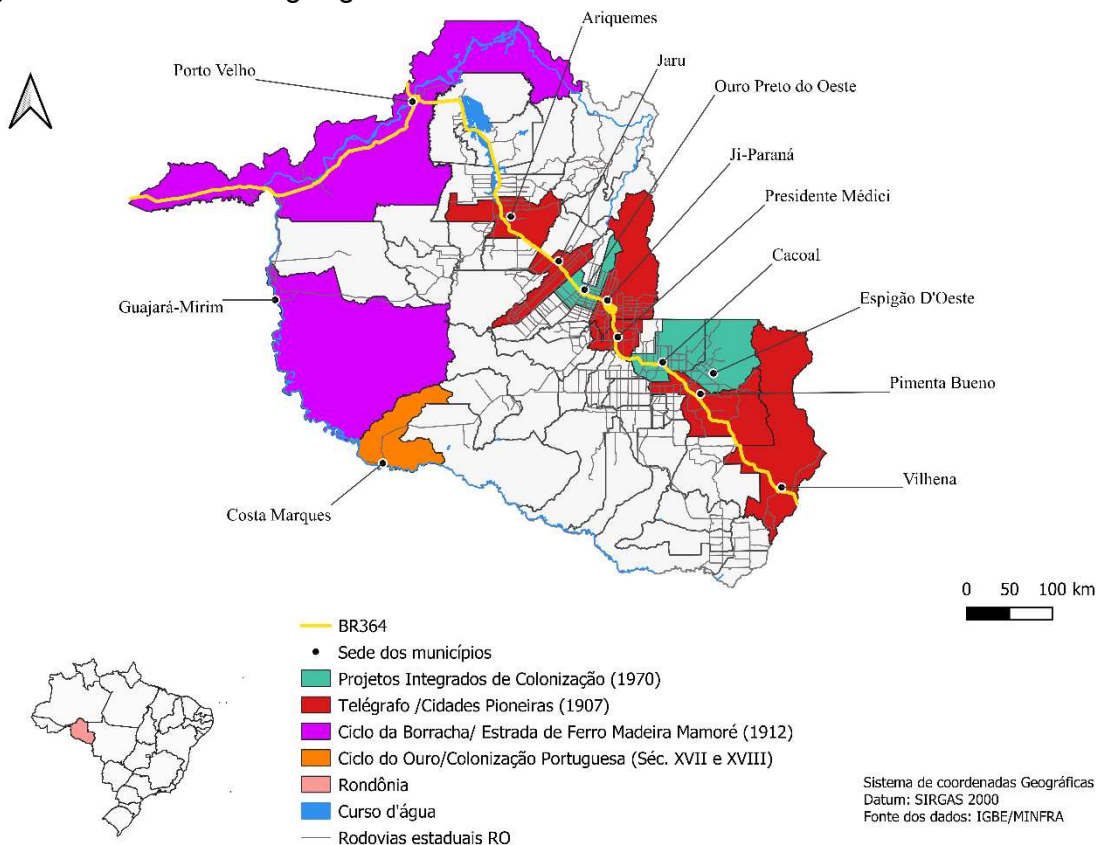 Ariquemes
Jaru
Porto Velho
Ouro Preto do Oeste
Ji-Paraná
Presidente Médici
Cacoal
Guajará-Mirim
Espigão D'Oeste
Pimenta Bueno
Vilhena
Costa Marques
0 50 100 km
BR364
Sede dos municípios
Projetos Integrados de Colonização (1970)
Telégrafo /Cidades Pioneiras (1907)
Ciclo da Borracha/ Estrada de Ferro Madeira Mamoré (1912)
Ciclo do Ouro/Colonização Portuguesa (Séc. XVII e XVIII)
Rondônia
Curso d'água
Rodovias estaduais RO
Sistema de coordenadas Geográficas
Datum: SIRGAS 2000
Fonte dos dados: IGBE/MINFRA